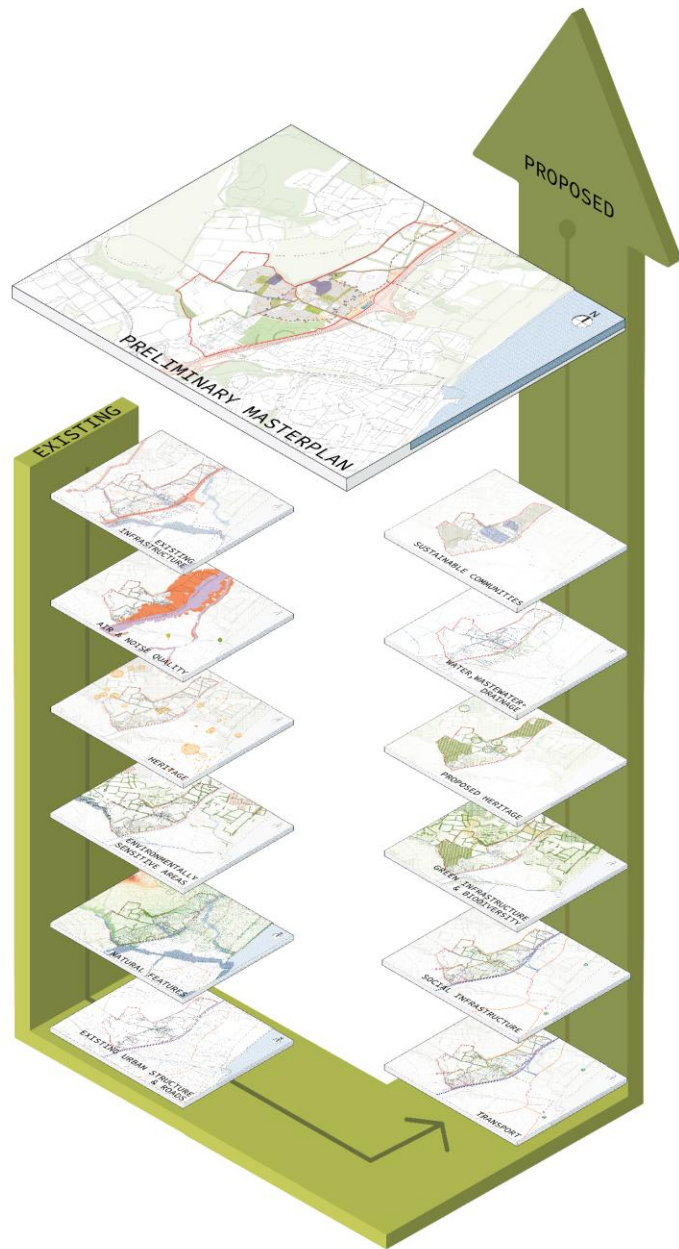 PROPOSED
N
PRELIMINARY MASTERPLAN
EXISTING
EXISTING
INFRASTRUCTURE
AIR & NOISE QUALITY
HERITAGE
ENVIRONMENTALLY
SENSITIVE AREAS
NATURAL FEATURES
EXISTING URBAN STRUCTURE
& ROADS
SUSTAINABLE COMMUNITIES
WATER,WASTEWATER+
DRAINAGE
PROPOSED HERITAGE
GREEN INFRASTRUCTURE
& BIODIVERSITY
SOCIAL INFRASTRUCTURE
TRANSPORT